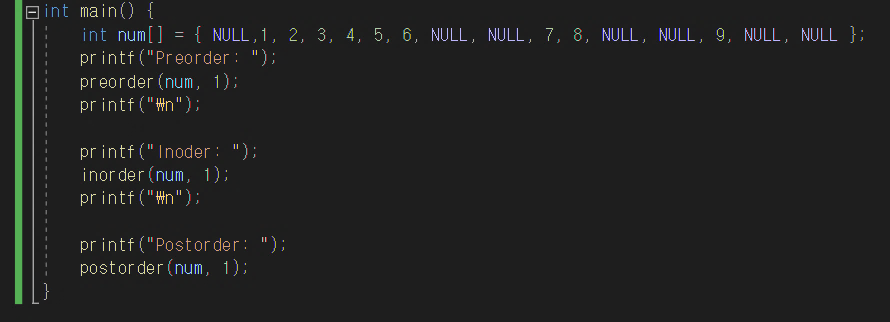 int main() {
int num[] = { NULL,1, 2, 3, 4, 5, 6, NULL, NULL, 7, 8, NULL, NULL, 9, NULL, NULL };
printf("Preorder: ");
preorder(num, 1);
printf("₩n");
printf("Inoder: ");
inorder(num, 1);
printf("₩n");
printf("Postorder: ");
postorder(num, 1);
}